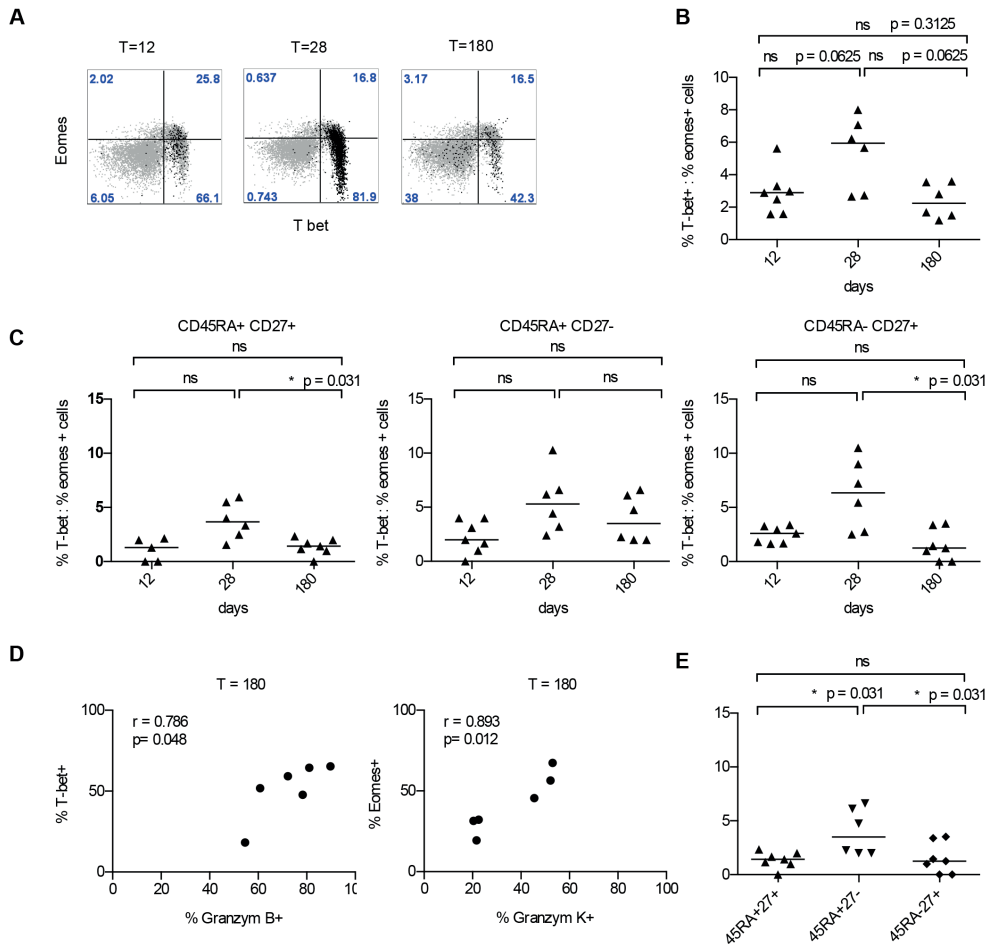 A
T=12
T=28
T=180
2.02
25.8
0.637
16.8
3.17
16.5
Eomes
6.05
66.1
0.743
81.9
38
42.3
T bet
B
ns p = 0.3125
ns p = 0.0625 ns p = 0.0625
% T-bet+ : % eomes+ cells
10
8
6
4
2
0
12
28
180
days
C
CD45RA+ CD27+
ns
ns
* p = 0.031
% T-bet : % eomes + cells
15
10
5
0
12
28
180
days
CD45RA+ CD27-
ns
ns
ns
% T-bet : % eomes + cells
15
10
5
0
12
28
180
days
CD45RA- CD27+
ns
ns
* p = 0.031
% T-bet : % eomes + cells
15
10
5
0
12
28
180
days
D
T = 180
r = 0.786
p= 0.048
% T-bet+
100
50
0
0 20 40 60 80 10
% Granzym B+
T = 180
r = 0.893
p= 0.012
% Eomes+
100
50
0
0 20 40 60 80 100
% Granzym K+
E
ns
* p = 0.031 * p = 0.031
15
10
5
0
45RA+27+
45RA+27-
45RA-27+